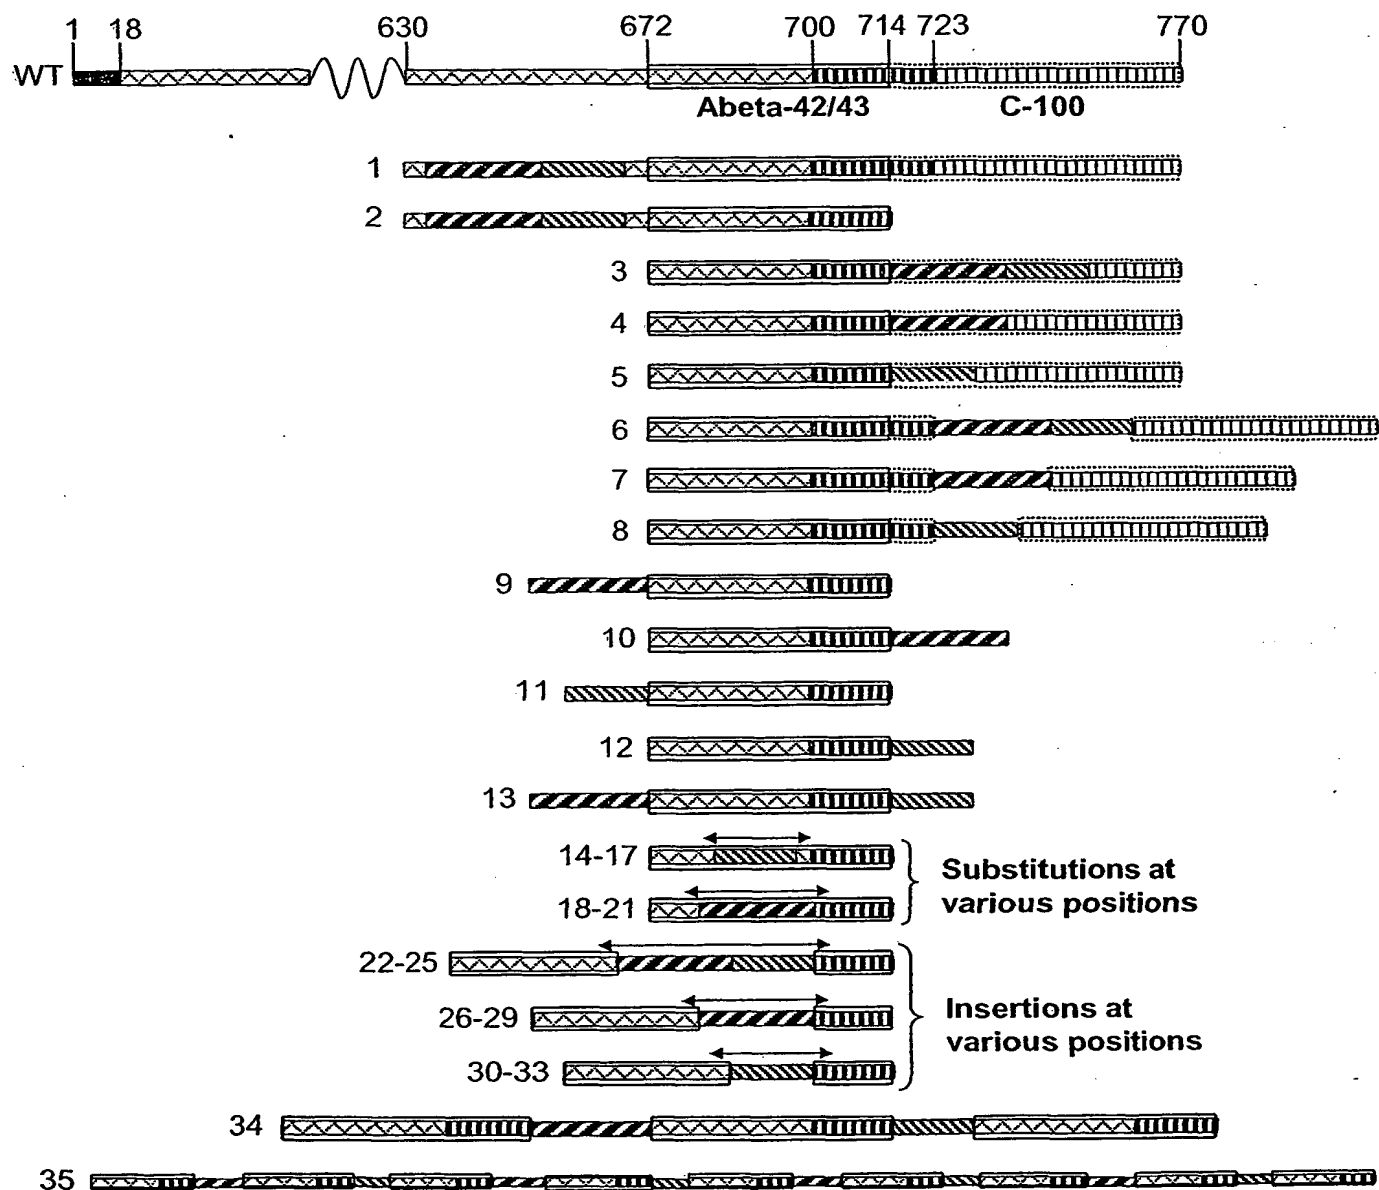 1 18 630 672 700 714 723 770
WT
Abeta-42/43 C-100
1
2
3
4
5
6
7
8
9
10
11
12
13
14-17
18-21
Substitutions at
various positions
22-25
26-29
30-33
Insertions at
various positions
34
35